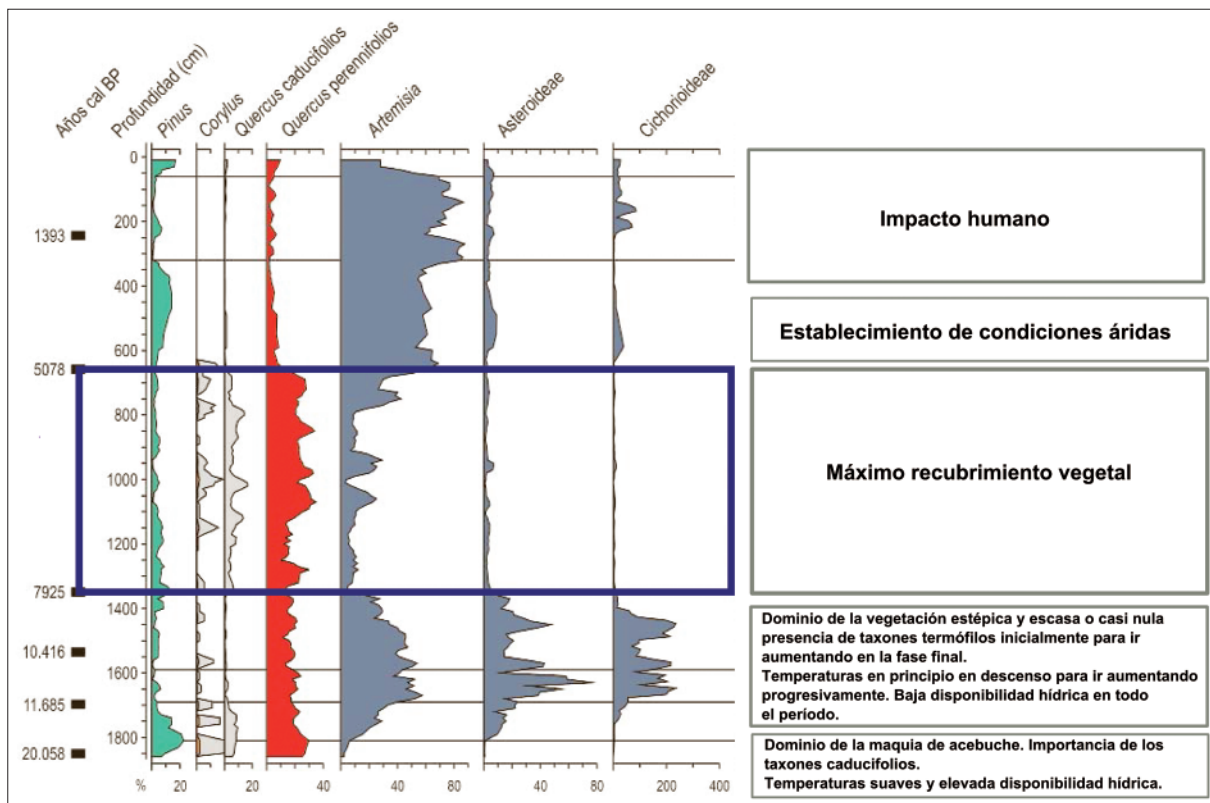 Años cal BP
Profundidad (cm)
Pinus
Corylus
Quercus caducifolios
Quercus perennifolios
Artemisia
Asteroideae
Cichorioideae
0
200
1393
400
600
5078
800
1000
1200
7925
1400
10.416
1600
11.685
1800
20.058
% 20 20 40 40 80 40 80 200 400
Impacto humano
Establecimiento de condiciones áridas
Máximo recubrimiento vegetal
Dominio de la vegetación estépica y escasa o casi nula
presencia de taxones termófilos inicialmente para ir
aumentando en la fase final.
Temperaturas en principio en descenso para ir aumentando
progresivamente. Baja disponibilidad hídrica en todo
el período.
Dominio de la maquia de acebuche. Importancia de los
taxones caducifolios.
Temperaturas suaves y elevada disponibilidad hídrica.